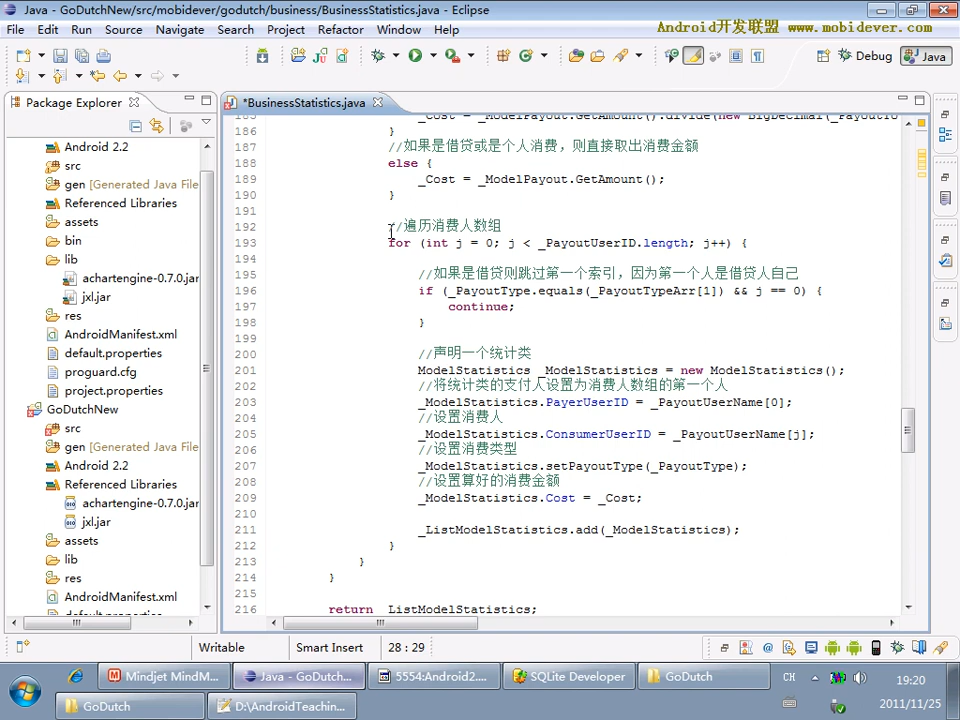 Java - GoDutchNew/src/mobidever/godutch/business/BusinessStatistics.java - Eclipse
File Edit Source Refactor Navigate Search Project Run Window Help
Android开发联盟 www.mobidever.com
Debug
Java
Package Explorer
Android 2.2
src
gen [Generated Java File
Referenced Libraries
assets
bin
lib
achartengine-0.7.0.jar
jxl.jar
res
AndroidManifest.xml
default.properties
proguard.cfg
project.properties
GoDutchNew
src
gen [Generated Java File
Android 2.2
Referenced Libraries
achartengine-0.7.0.jar
jxl.jar
assets
lib
res
AndroidManifest.xml
default.properties
*BusinessStatistics.java
185 _Cost = _ModelPayout.GetAmount().divide(new BigDecimal(_PayoutU
186 }
187 //如果是借贷或是个人消费，则直接取出消费金额
188 else {
189 _Cost = _ModelPayout.GetAmount();
190 }
191
192 //遍历消费人数组
193 for (int j = 0; j < _PayoutUserID.length; j++) {
194
195 //如果是借贷则跳过第一个索引，因为第一个人是借贷人自己
196 if (_PayoutType.equals(_PayoutTypeArr[1]) && j == 0) {
197 continue;
198 }
199
200 //声明一个统计类
201 ModelStatistics _ModelStatistics = new ModelStatistics();
202 //将统计类的支付人设置为消费人数组的第一个人
203 _ModelStatistics.PayerUserID = _PayoutUserName[0];
204 //设置消费人
205 _ModelStatistics.ConsumerUserID = _PayoutUserName[j];
206 //设置消费类型
207 _ModelStatistics.setPayoutType(_PayoutType);
208 //设置算好的消费金额
209 _ModelStatistics.Cost = _Cost;
210
211 _ListModelStatistics.add(_ModelStatistics);
212 }
213 }
214 }
215
216 return _ListModelStatistics;
Writable
Smart Insert
28 : 29
Mindjet MindM...
Java - GoDutch...
5554:Android2....
SQLite Developer
GoDutch
CH
19:20
GoDutch
D:\AndroidTeachin...
2011/11/25